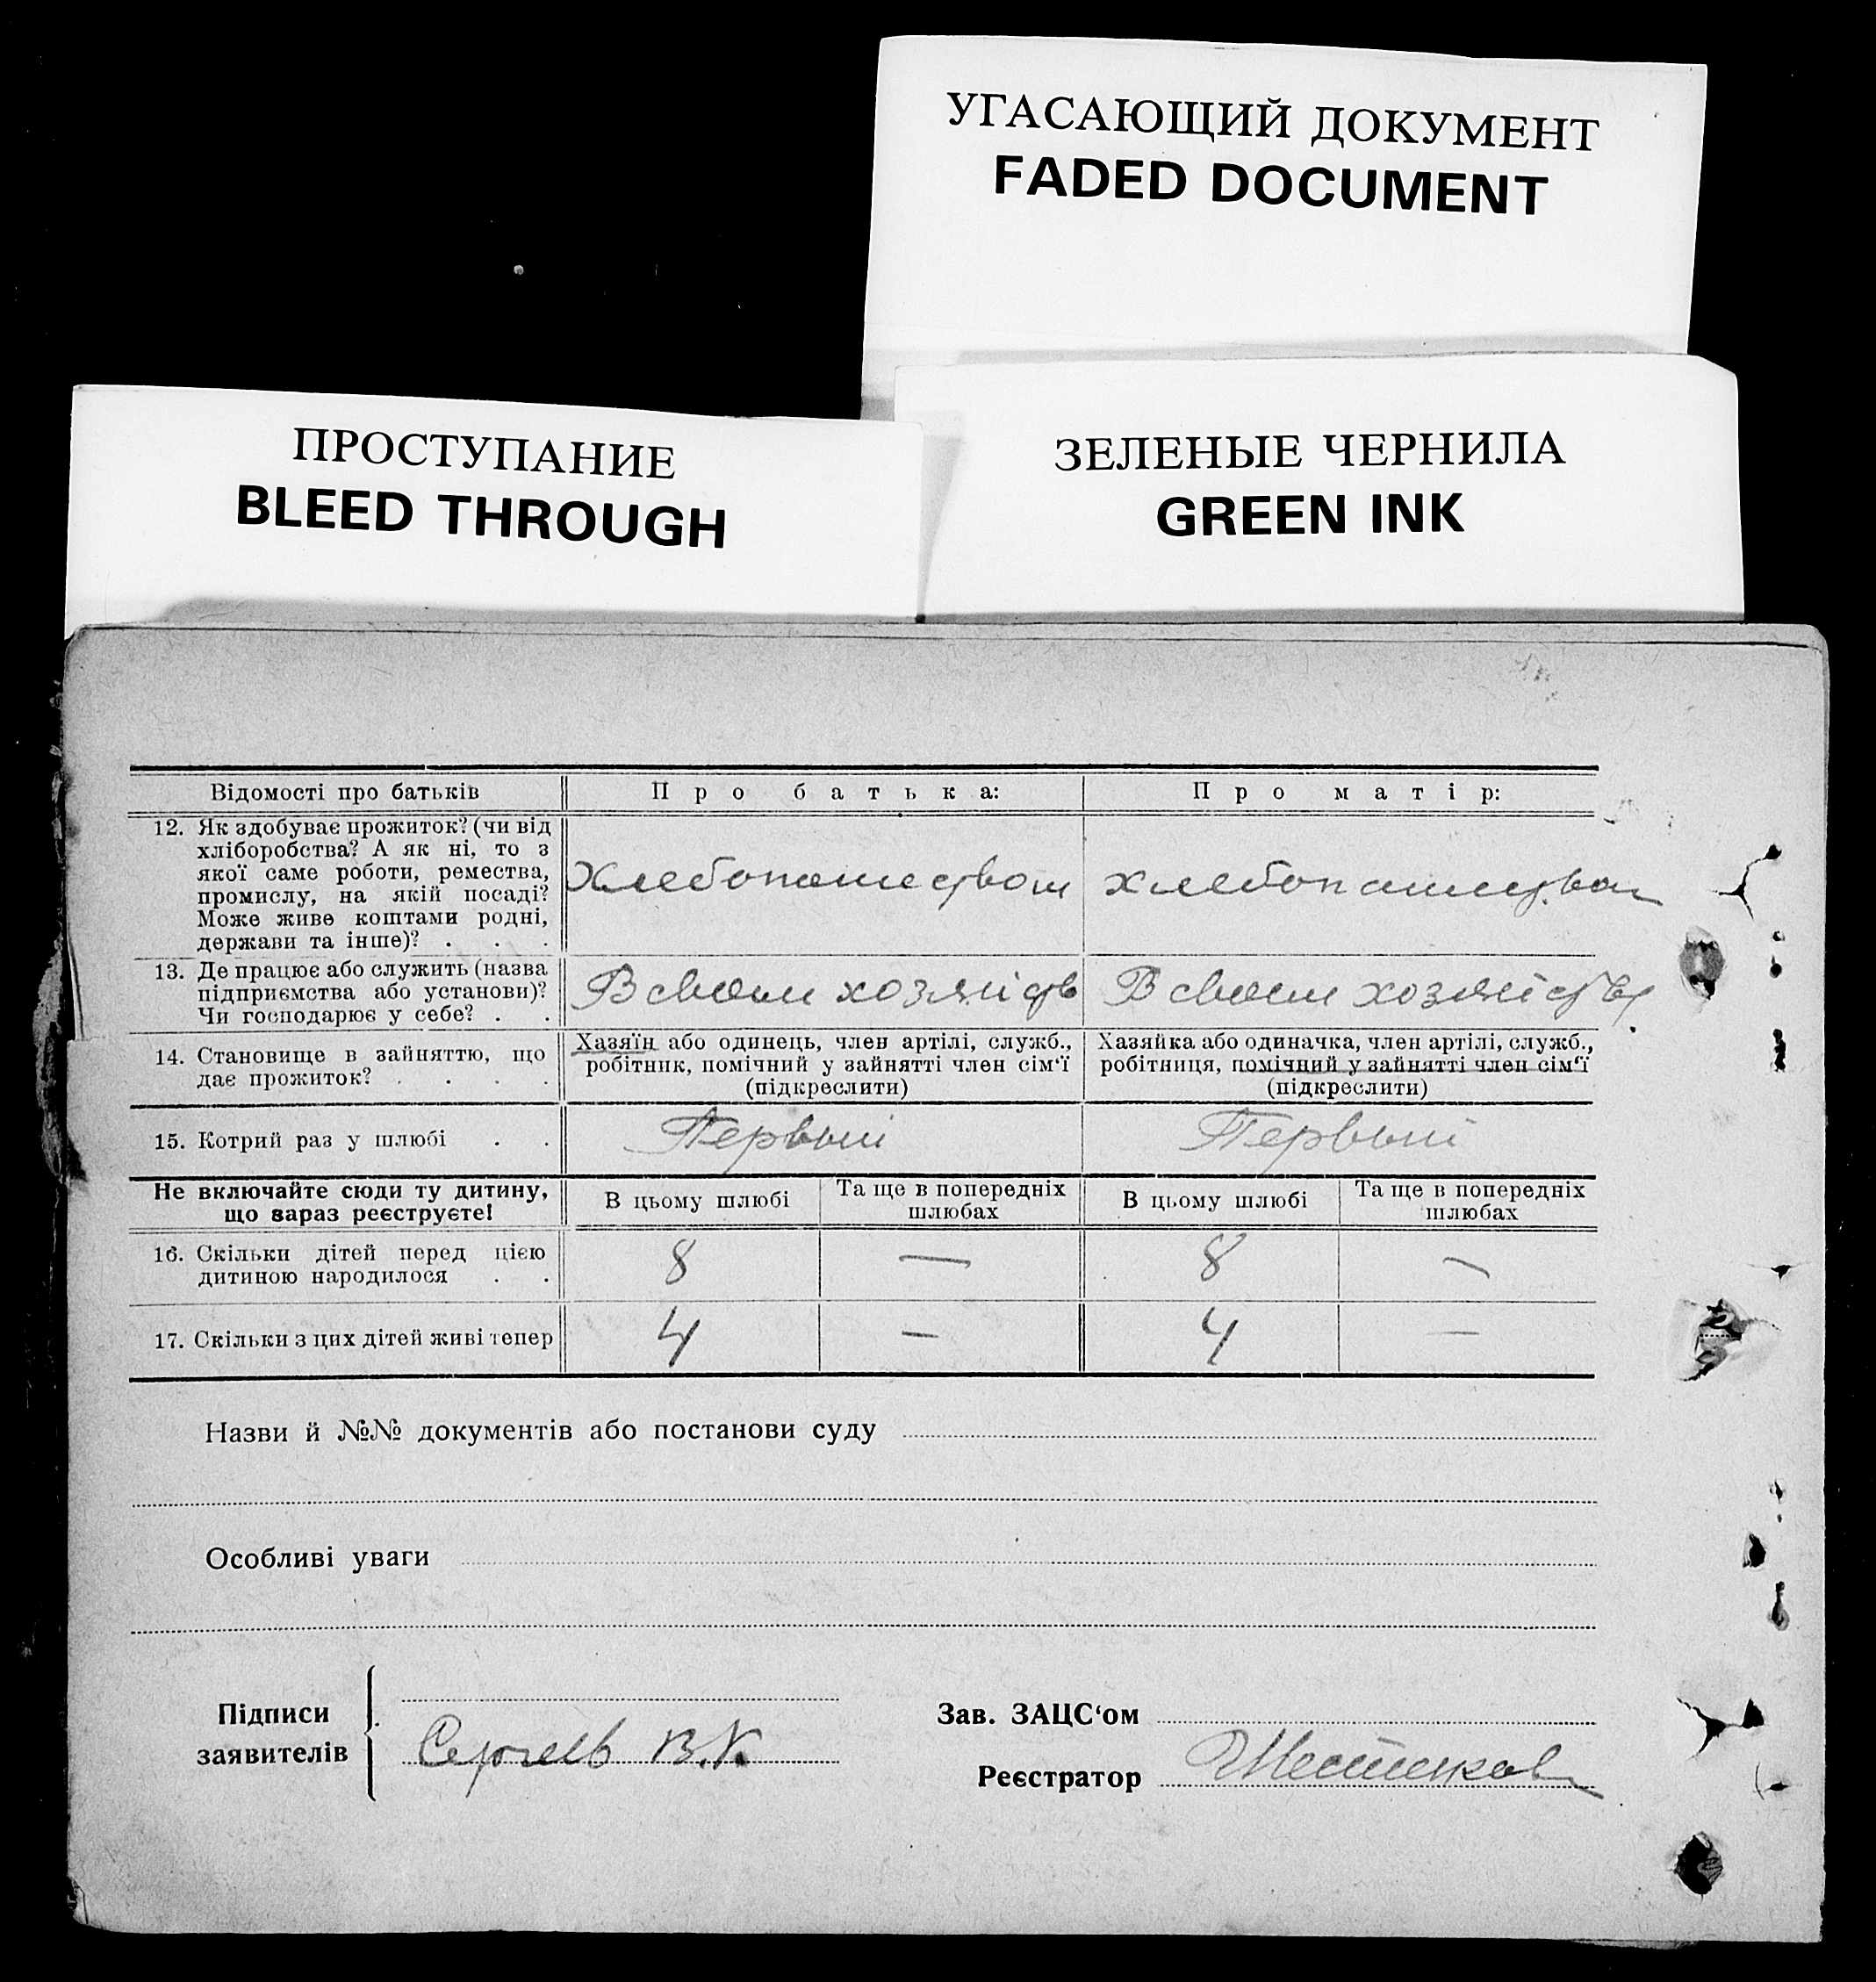 УГАСАЮЩИЙ ДОКУМЕНТ
FADED DOCUMENT
ПРОСТУПАНИЕ
BLEED THROUGH
ЗЕЛЕНЫЕ ЧЕРНИЛА
GREEN INK
Відомості про батьків
Про батька:
Про матір:
12. Як здобуває прожиток? (чи від
хліборобства? А як ні, то з
якої саме роботи, ремества,
промислу, на якій посаді?
Може живе коштами родні,
держави та інше)? . . .
Хлебопашеством
хлебопашеством
13. Де працює або служить (назва
підприємства або установи)?
Чи господарює у себе? . .
В своем хозяйств
В своем хозяйстве
14. Становище в зайняттю, що
дає прожиток? . . . .
Хазяїн або одинець, член артілі, служб.,
робітник, помічний у зайнятті член сім‘ї
(підкреслити)
Хазяйка або одиначка, член артілі, служб.,
робітниця, помічний у зайнятті член сім‘ї
(підкреслити)
15. Котрий раз у шлюбі . .
Первый
Первый
Не включайте сюди ту дитину,
що зараз реєструєте!
В цьому шлюбі
Та ще в попередніх
шлюбах
В цьому шлюбі
Та ще в попередніх
шлюбах
16. Скільки дітей перед цією
дитиною народилося . .
8 — 8 —
17. Скільки з цих дітей живі тепер
4 — 4 —
Назви й №№ документів або постанови суду
Особливі уваги
Підписи
заявителів
Сергеев В.К.
Зав. ЗАЦС‘ом
Реєстратор